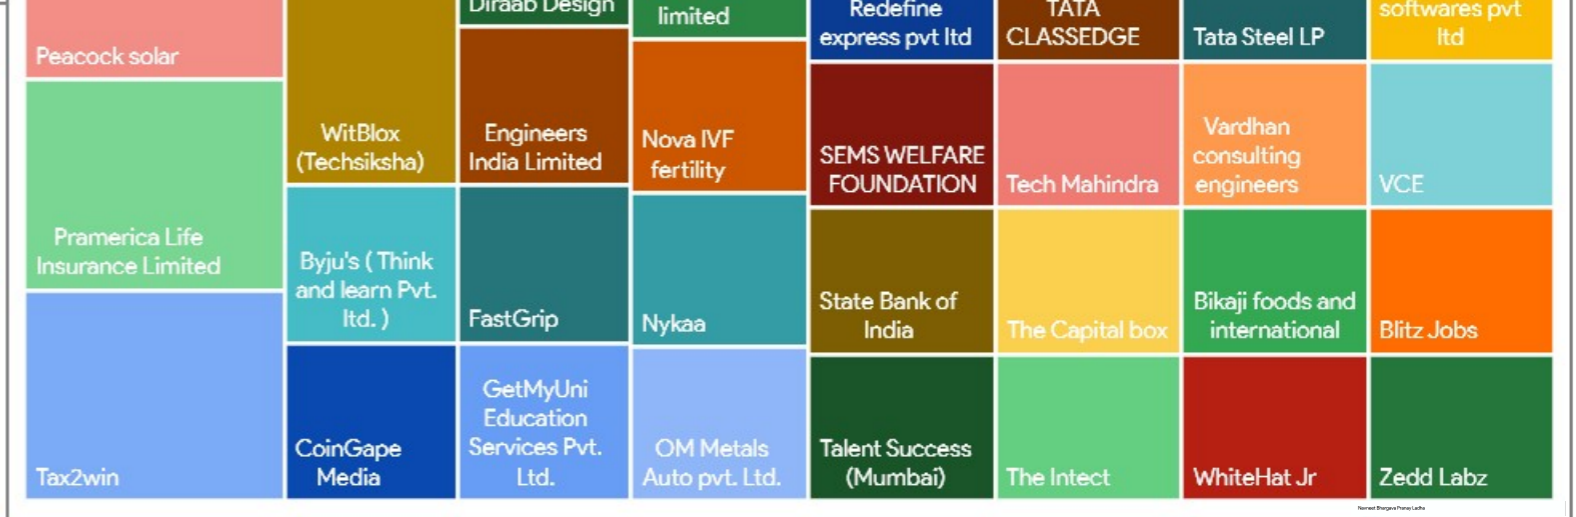 Peacock solar
Pramerica Life
Insurance Limited
Tax2win
WitBlox
(Techsiksha)
Byju's ( Think
and learn Pvt.
ltd. )
CoinGape
Media
Diraab Design
Engineers
India Limited
FastGrip
GetMyUni
Education
Services Pvt.
Ltd.
limited
Nova IVF
fertility
Nykaa
OM Metals
Auto pvt. Ltd.
Redefine
express pvt ltd
SEMS WELFARE
FOUNDATION
State Bank of
India
Talent Success
(Mumbai)
TATA
CLASSEDGE
Tech Mahindra
The Capital box
The Intect
Tata Steel LP
Vardhan
consulting
engineers
Bikaji foods and
international
WhiteHat Jr
softwares pvt
ltd
VCE
Blitz Jobs
Zedd Labz
Navneet Bhargava Pranay Ladha